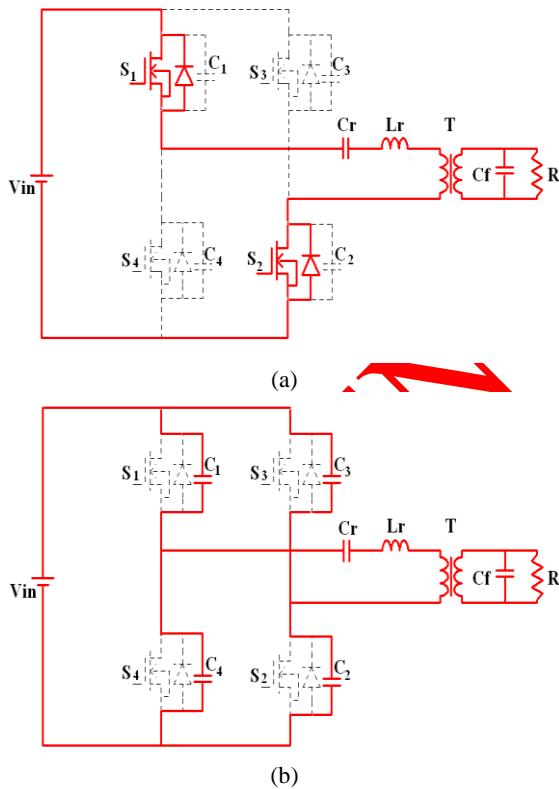 S1 C1 S3 C3
Cr Lr T
Vin Cf R
S4 C4 S2 C2
(a)
S1 C1 S3 C3
Cr Lr T
Vin Cf R
S4 C4 S2 C2
(b)